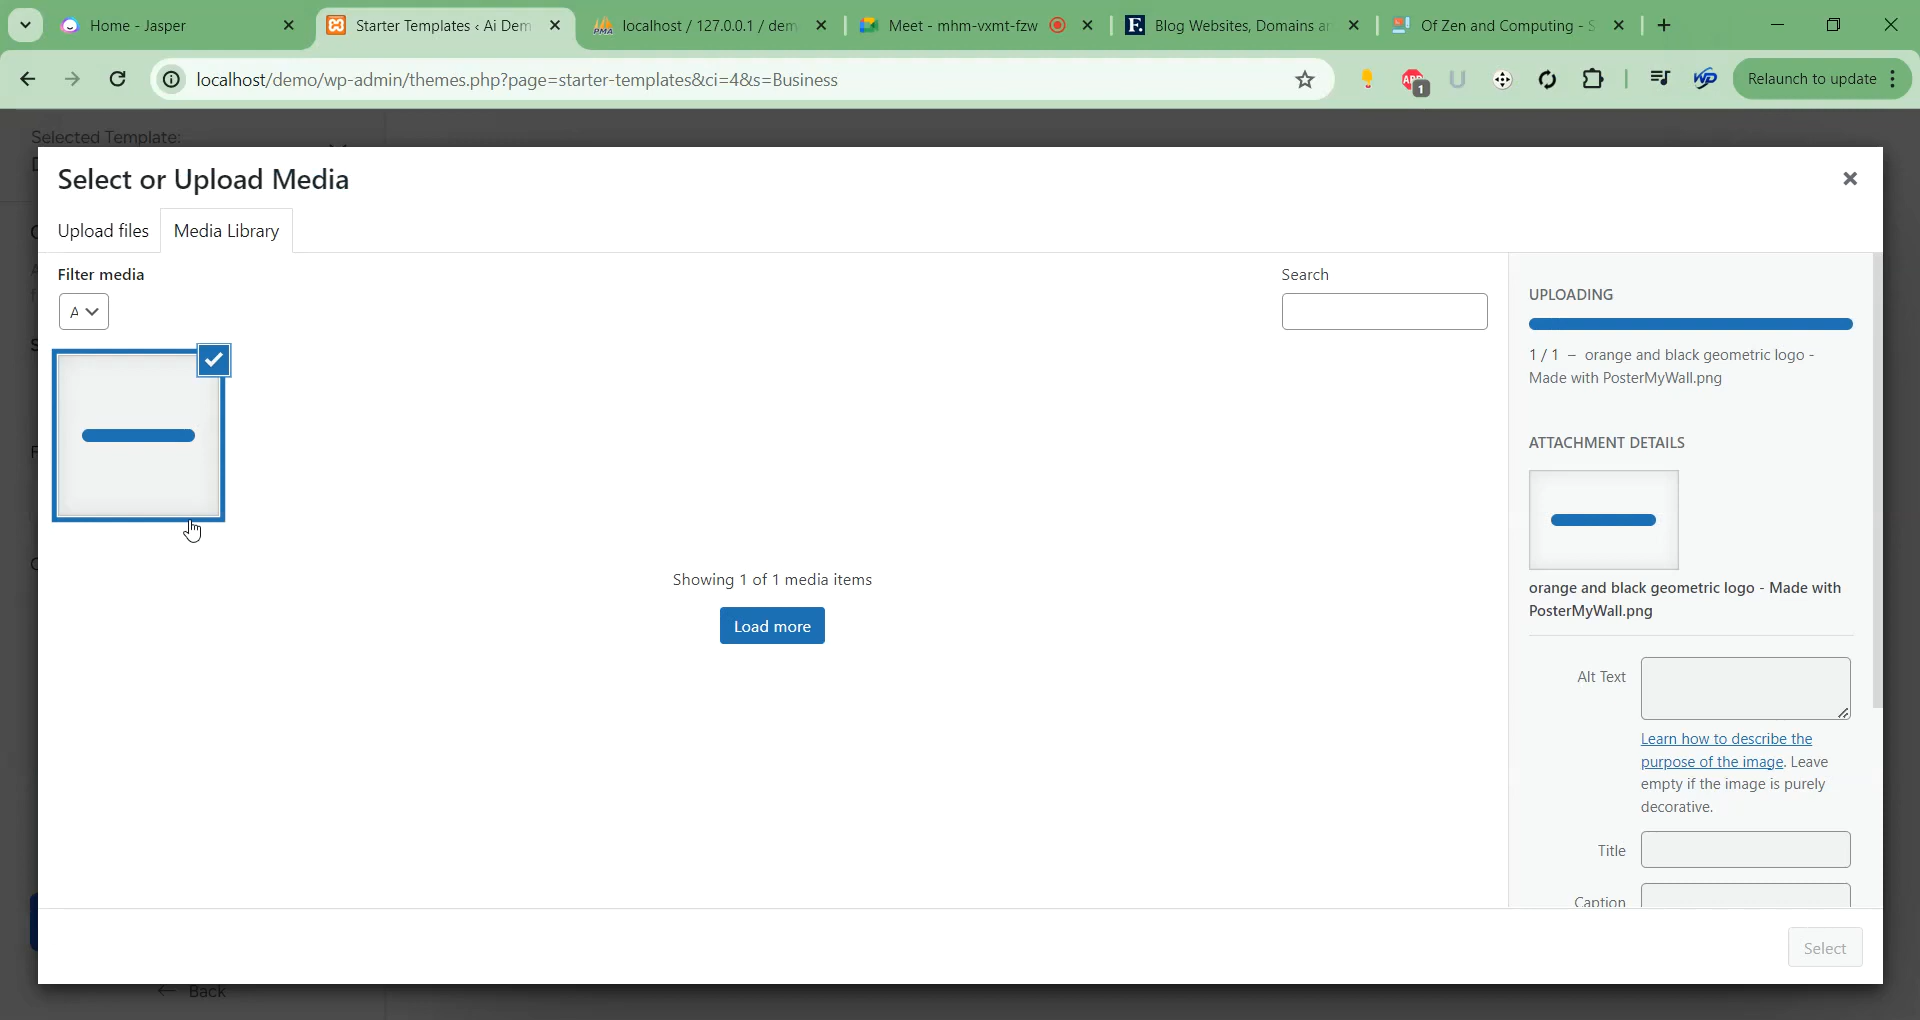 Home - Jasper
Starter Templates ‹ Ai Dem
localhost / 127.0.0.1 / dem
Meet - mhm-vxmt-fzw
Blog Websites, Domains ar
Of Zen and Computing - S
localhost/demo/wp-admin/themes.php?page=starter-templates&ci=4&s=Business
1
Relaunch to update
Selected Template:
Select or Upload Media
Upload files
Media Library
Filter media
A
Search
Showing 1 of 1 media items
Load more
UPLOADING
1 / 1 – orange and black geometric logo -
Made with PosterMyWall.png
ATTACHMENT DETAILS
orange and black geometric logo - Made with
PosterMyWall.png
Alt Text
Learn how to describe the
purpose of the image. Leave
empty if the image is purely
decorative.
Title
Caption
Select
← Back